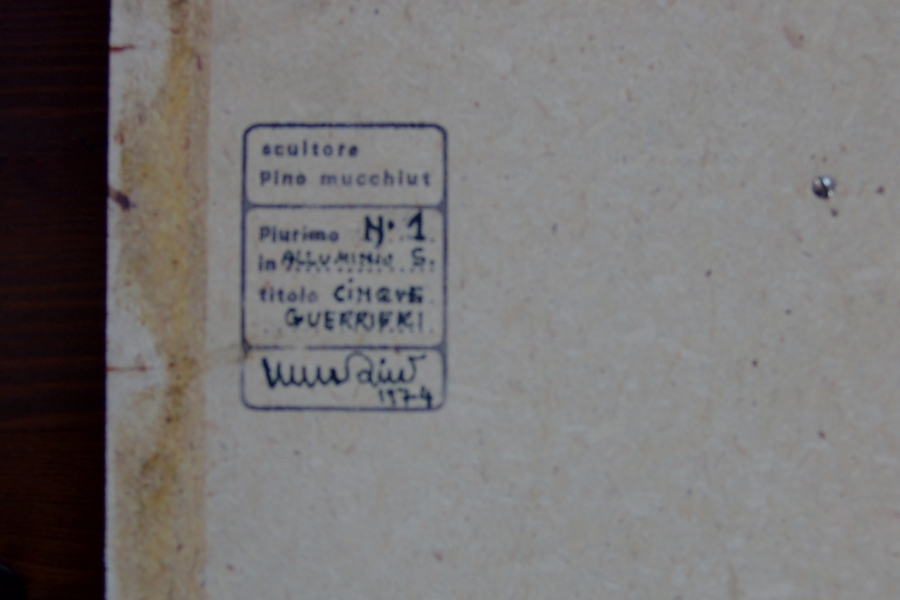 scultore
Pino mucchiut
Plurimo N. 1
in ALLUMINIO S.
titolo CINQUE
GUERRIERI
1974